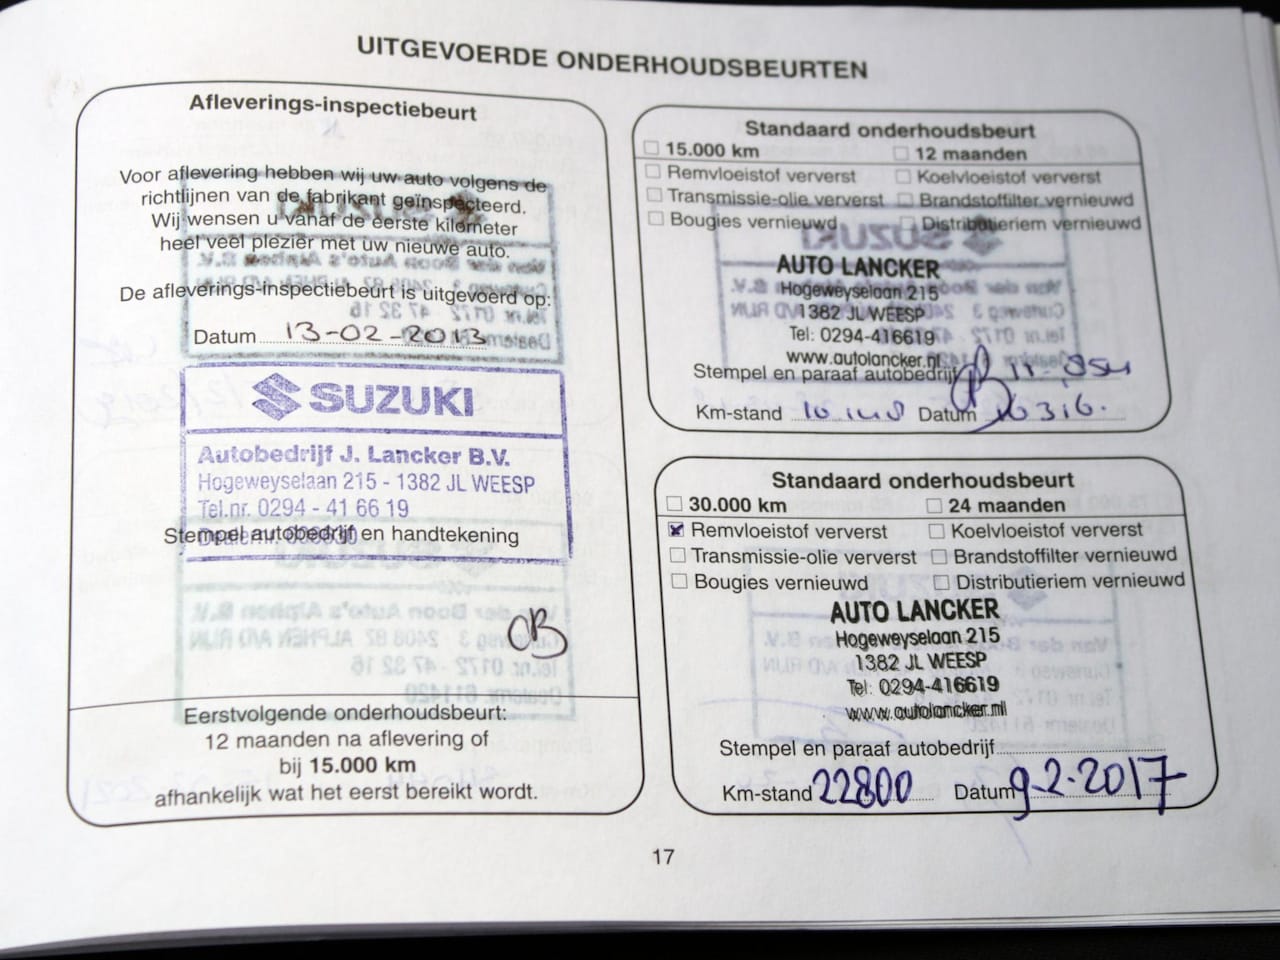 UITGEVOERDE ONDERHOUDSBEURTEN
Afleverings-inspectiebeurt
Voor aflevering hebben wij uw auto volgens de
richtlijnen van de fabrikant geïnspecteerd.
Wij wensen u vanaf de eerste kilometer
heel veel plezier met uw nieuwe auto.
De afleverings-inspectiebeurt is uitgevoerd op:
Datum 13-02-2013
SUZUKI
Autobedrijf J. Lancker B.V.
Hogeweyselaan 215 - 1382 JL WEESP
Tel.nr. 0294 - 41 66 19
Stempel autobedrijf en handtekening
Eerstvolgende onderhoudsbeurt:
12 maanden na aflevering of
bij 15.000 km
afhankelijk wat het eerst bereikt wordt.
Standaard onderhoudsbeurt
15.000 km 12 maanden
Remvloeistof ververst Koelvloeistof ververst
Transmissie-olie ververst Brandstoffilter vernieuwd
Bougies vernieuwd Distributieriem vernieuwd
AUTO LANCKER
Hogeweyselaan 215
1382 JL WEESP
Tel: 0294-416619
www.autolancker.nl
Stempel en paraaf autobedrijf
Km-stand Datum
Standaard onderhoudsbeurt
30.000 km 24 maanden
Remvloeistof ververst Koelvloeistof ververst
Transmissie-olie ververst Brandstoffilter vernieuwd
Bougies vernieuwd Distributieriem vernieuwd
AUTO LANCKER
Hogeweyselaan 215
1382 JL WEESP
Tel: 0294-416619
www.autolancker.nl
Stempel en paraaf autobedrijf
Km-stand 22800 Datum 9-2-2017
17